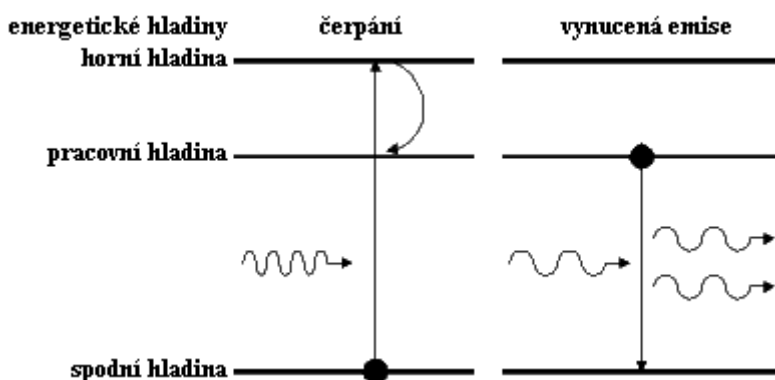 energetické hladiny čerpání vynucená emise
horní hladina
pracovní hladina
spodní hladina